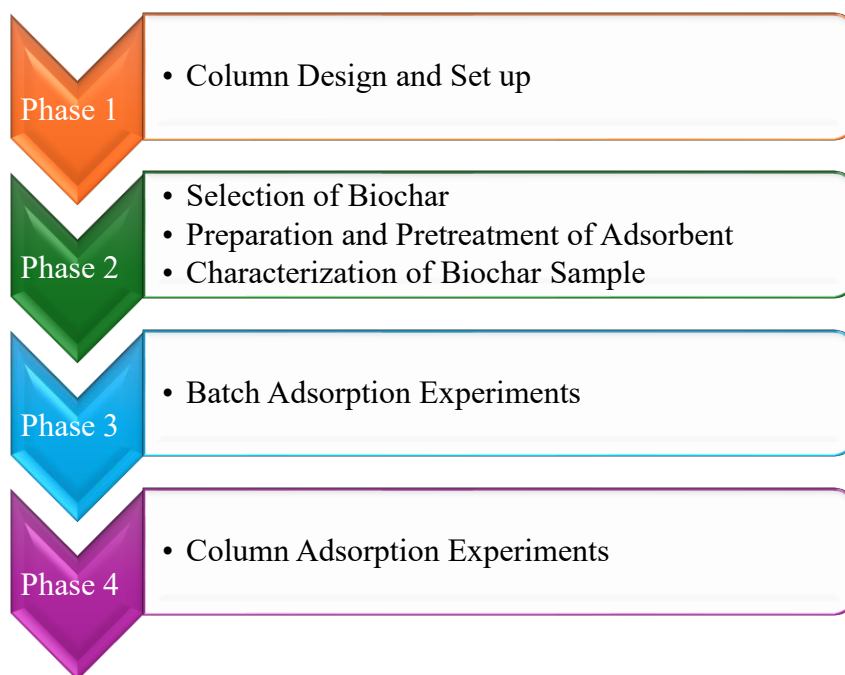 Phase 1
• Column Design and Set up
Phase 2
• Selection of Biochar
• Preparation and Pretreatment of Adsorbent
• Characterization of Biochar Sample
Phase 3
• Batch Adsorption Experiments
Phase 4
• Column Adsorption Experiments